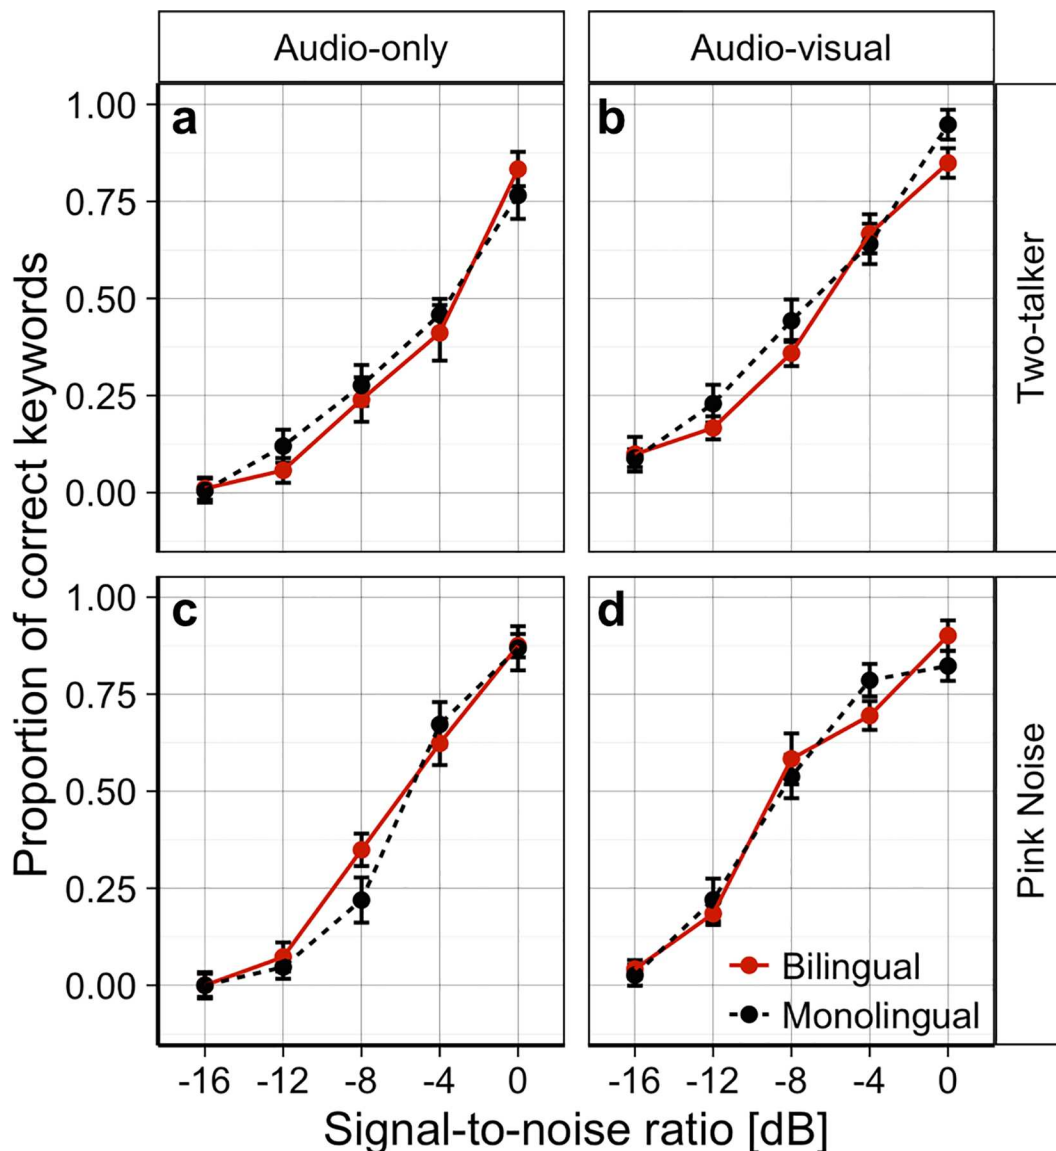 Audio-only
Audio-visual
Proportion of correct keywords
a
1.00
0.75
0.50
0.25
0.00
b
Two-talker
c
1.00
0.75
0.50
0.25
0.00
d
Bilingual
Monolingual
Pink Noise
-16 -12 -8 -4 0
-16 -12 -8 -4 0
Signal-to-noise ratio [dB]